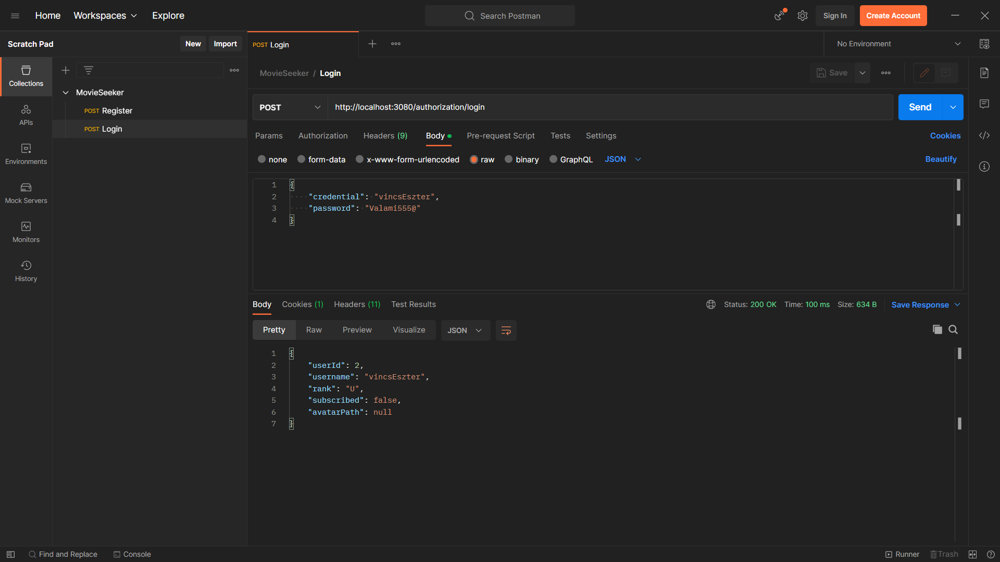 Home Workspaces Explore Search Postman Sign In Create Account
Scratch Pad New Import POST Login No Environment
MovieSeeker / Login Save
Collections
MovieSeeker
POST Register
POST Login
APIs
Environments
Mock Servers
Monitors
History
POST http://localhost:3080/authorization/login Send
Params Authorization Headers (9) Body Pre-request Script Tests Settings Cookies
none form-data x-www-form-urlencoded raw binary GraphQL JSON Beautify
1 {
2 "credential": "vincsEszter",
3 "password": "Valami555@"
4 }
Body Cookies (1) Headers (11) Test Results Status: 200 OK Time: 100 ms Size: 634 B Save Response
Pretty Raw Preview Visualize JSON
1 {
2 "userId": 2,
3 "username": "vincsEszter",
4 "rank": "U",
5 "subscribed": false,
6 "avatarPath": null
7 }
Find and Replace Console Runner Trash